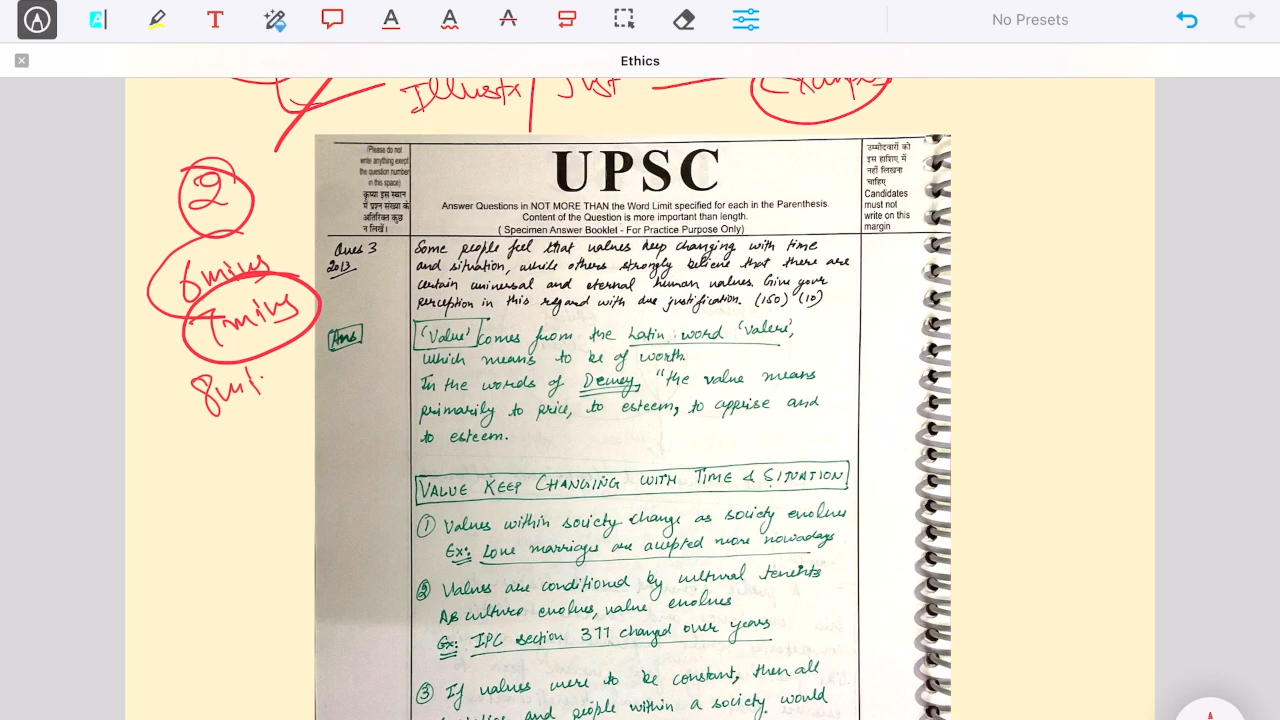 No Presets
Ethics
Illustr/ Just
2
6 mins
7 mins
(Please do not
write anything exept
the question number
in this space)
कृप्या इस स्थान
में प्रश्न संख्या के
अतिरिक्त कुछ
न लिखें।
UPSC
Answer Questions in NOT MORE THAN the Word Limit specified for each in the Parenthesis.
Content of the Question is more important than length.
( Specimen Answer Booklet - For Practice Purpose Only)
उम्मीदवारों को
इस हाशिए में
नहीं लिखना
चाहिए
Candidates
must not
write on this
margin
Ques 3
2013
Some people feel that values keep changing with time
and situation, while others strongly believe that there are
certain universal and eternal human values. Give your
perception in this regard with due justification. (150) (10)
Ans
'Value' comes from the Latin word 'valere',
which means to be of worth.
In the words of Dewey, "the value means
primarily to price, to esteem, to apprise and
to esteem.
VALUE KEEP CHANGING WITH TIME & SITUATION
① Values within society change as society evolves
Ex: Love marriages are accepted more nowadays
② Values are conditioned by cultural
As culture evolves, value evolves
Ex: IPC section 377 changed over years
③ If values were to be constant, then all
and people within a society would